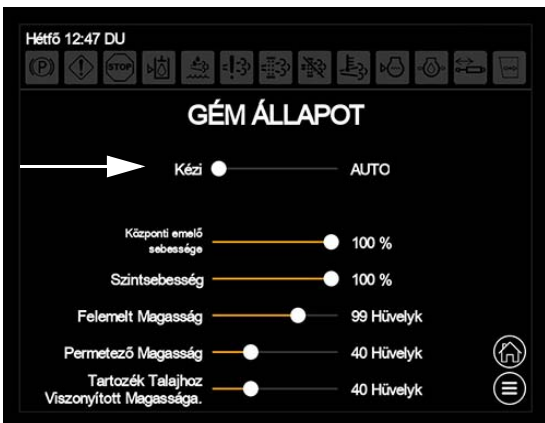 Hétfő 12:47 DU
(P) STOP
GÉM ÁLLAPOT
Kézi AUTO
Központi emelő
sebessége 100 %
Szintsebesség 100 %
Felemelt Magasság 99 Hüvelyk
Permetező Magasság 40 Hüvelyk
Tartozék Talajhoz
Viszonyított Magassága. 40 Hüvelyk